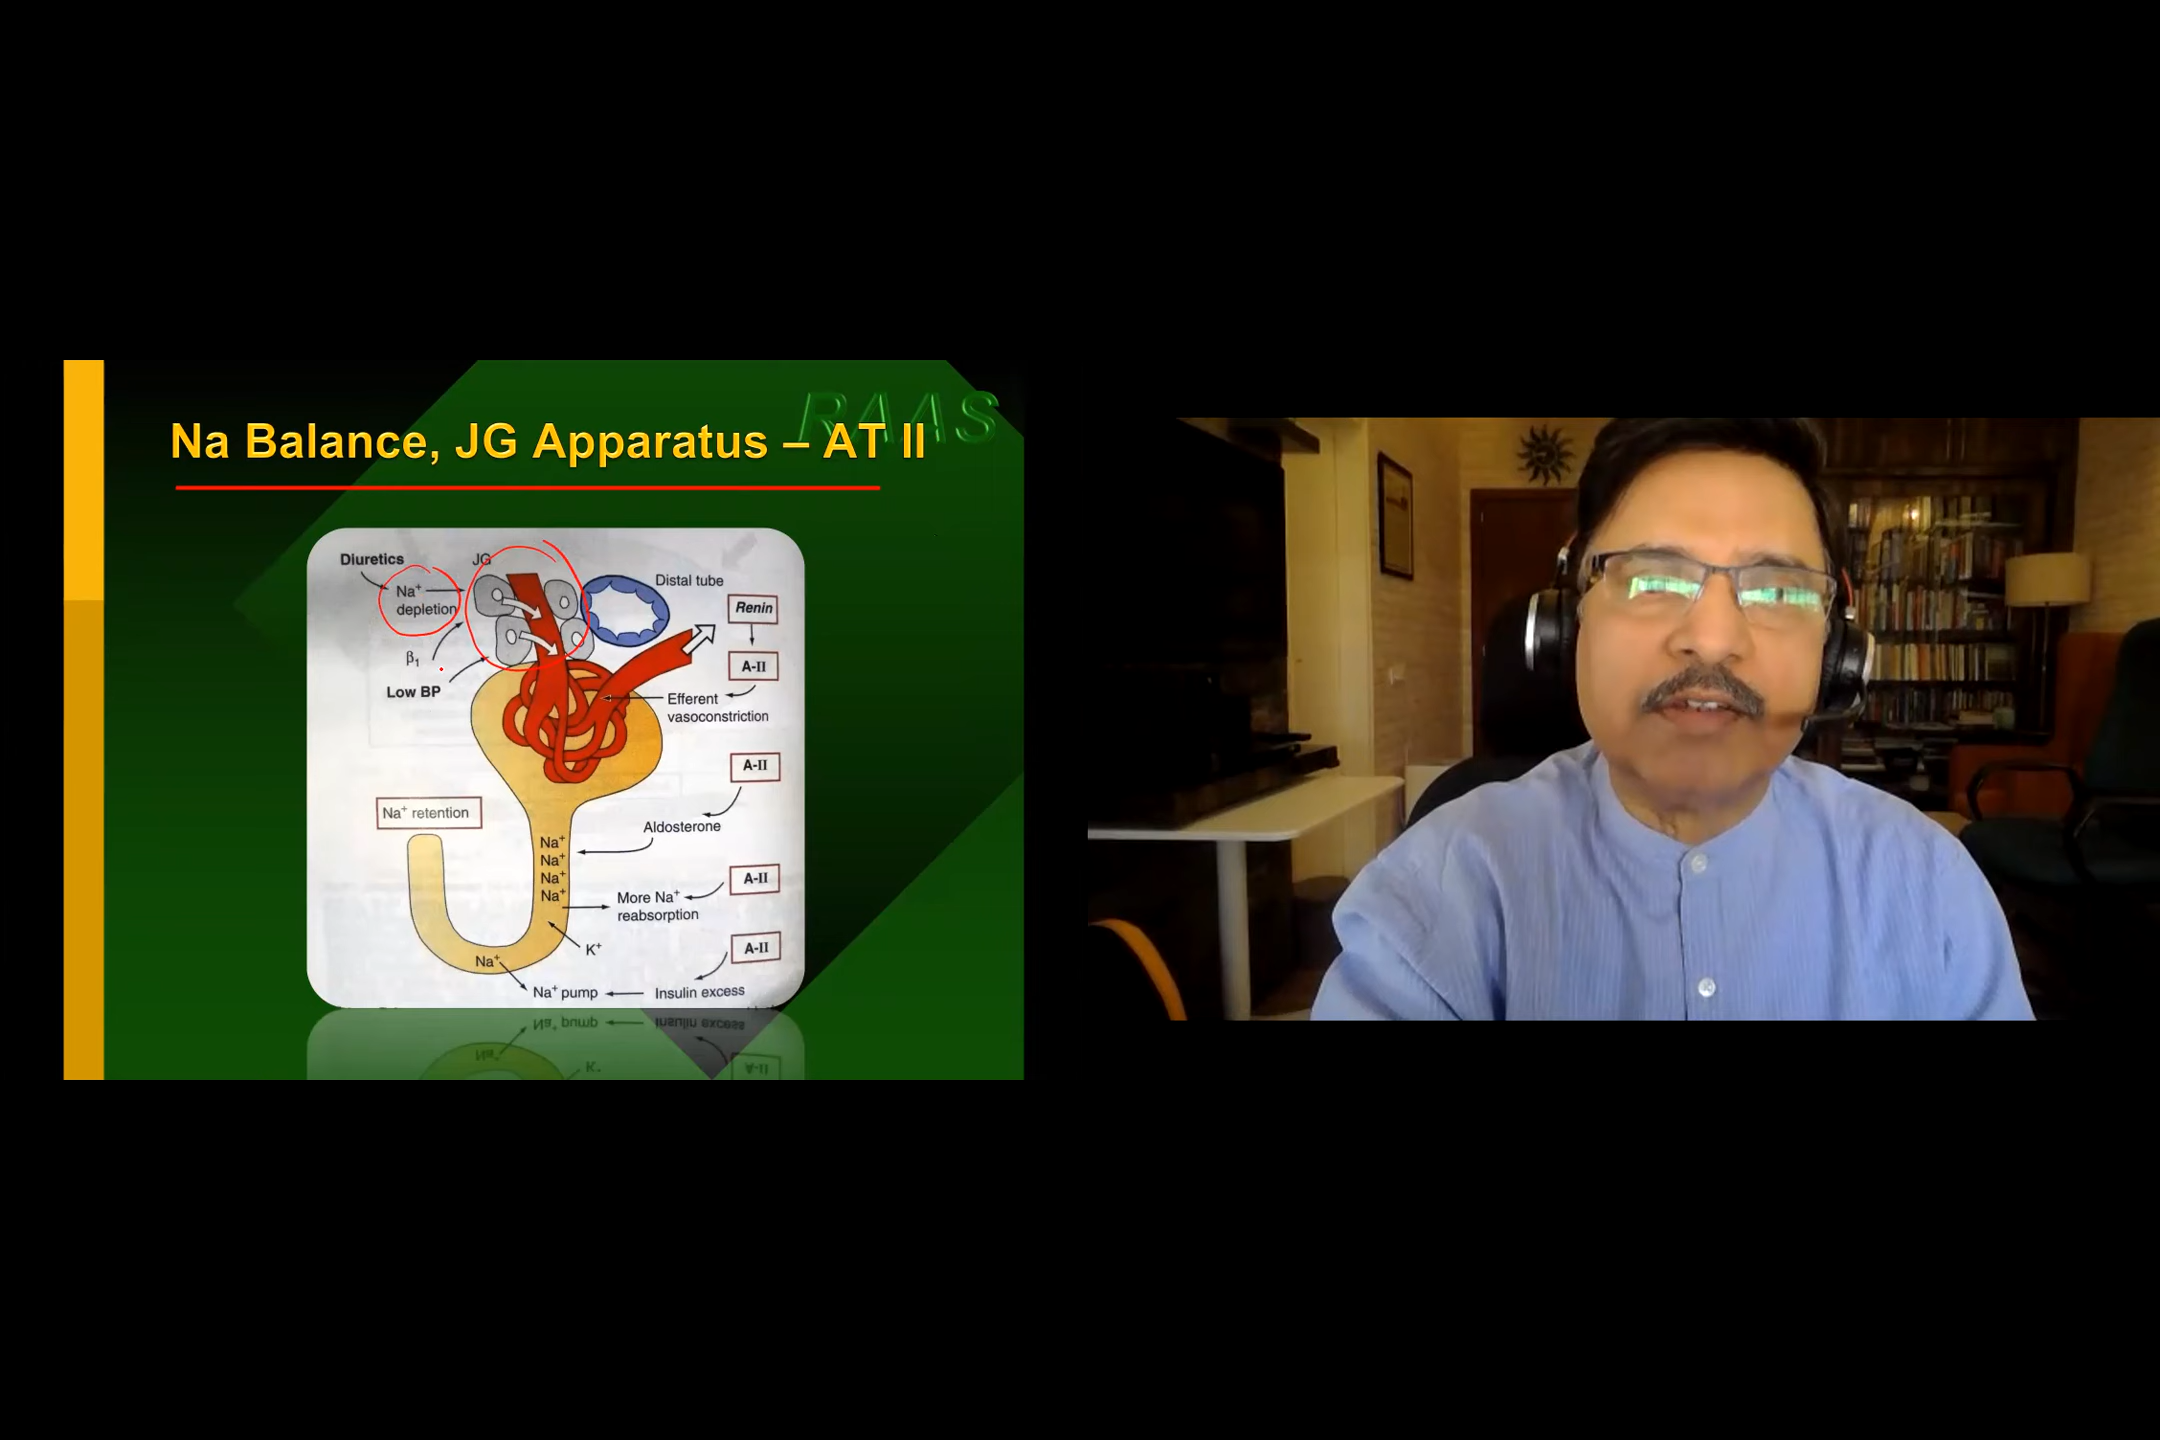 RAAS
Na Balance, JG Apparatus – AT II
Diuretics
JG
Na⁺
depletion
Distal tube
Renin
β₁
A-II
Low BP
Efferent
vasoconstriction
A-II
Na⁺ retention
Aldosterone
Na⁺
Na⁺
Na⁺
Na⁺
A-II
More Na⁺
reabsorption
K⁺
A-II
Na⁺
Na⁺ pump
Insulin excess